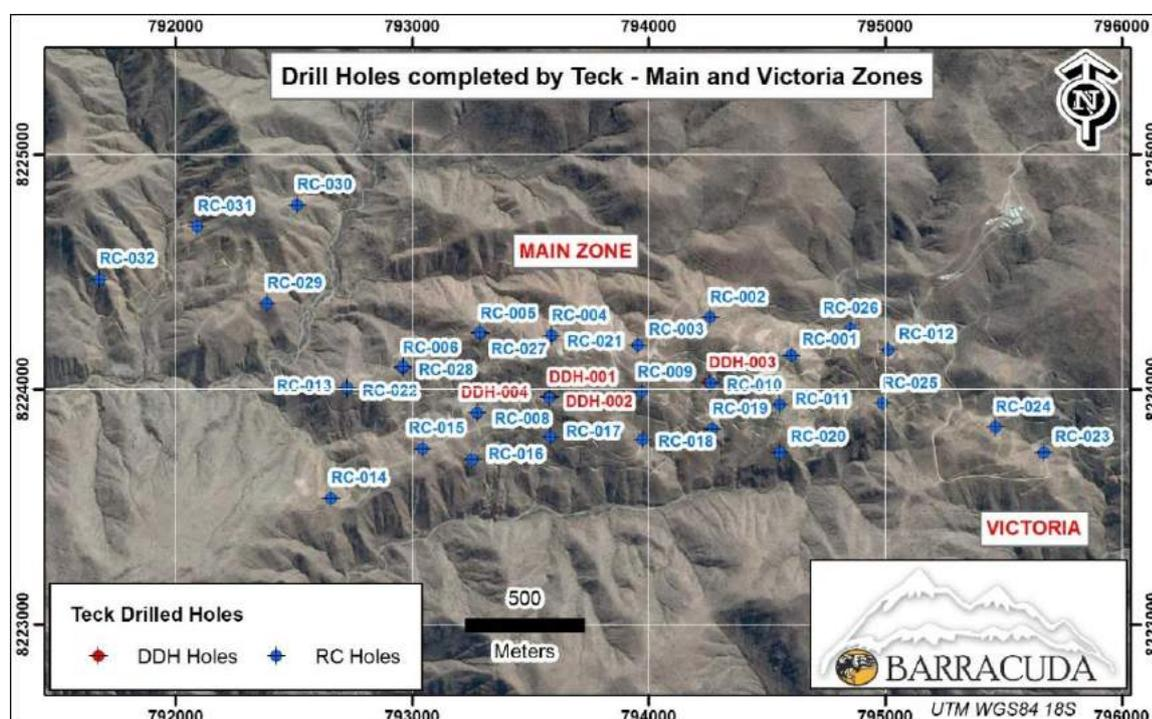 792000
793000
794000
795000
796000
Drill Holes completed by Teck - Main and Victoria Zones
N
8225000
8225000
RC-030
RC-031
MAIN ZONE
RC-032
RC-029
RC-002
RC-005
RC-004
RC-026
RC-003
RC-012
RC-027
RC-021
RC-001
RC-006
DDH-003
RC-028
RC-009
8224000
8224000
RC-013
RC-022
DDH-001
RC-010
RC-025
DDH-004
DDH-002
RC-011
RC-019
RC-024
RC-015
RC-008
RC-017
RC-018
RC-020
RC-023
RC-016
RC-014
VICTORIA
500
Meters
Teck Drilled Holes
DDH Holes
RC Holes
8223000
8223000
BARRACUDA
UTM WGS84 18S
792000
793000
794000
795000
796000